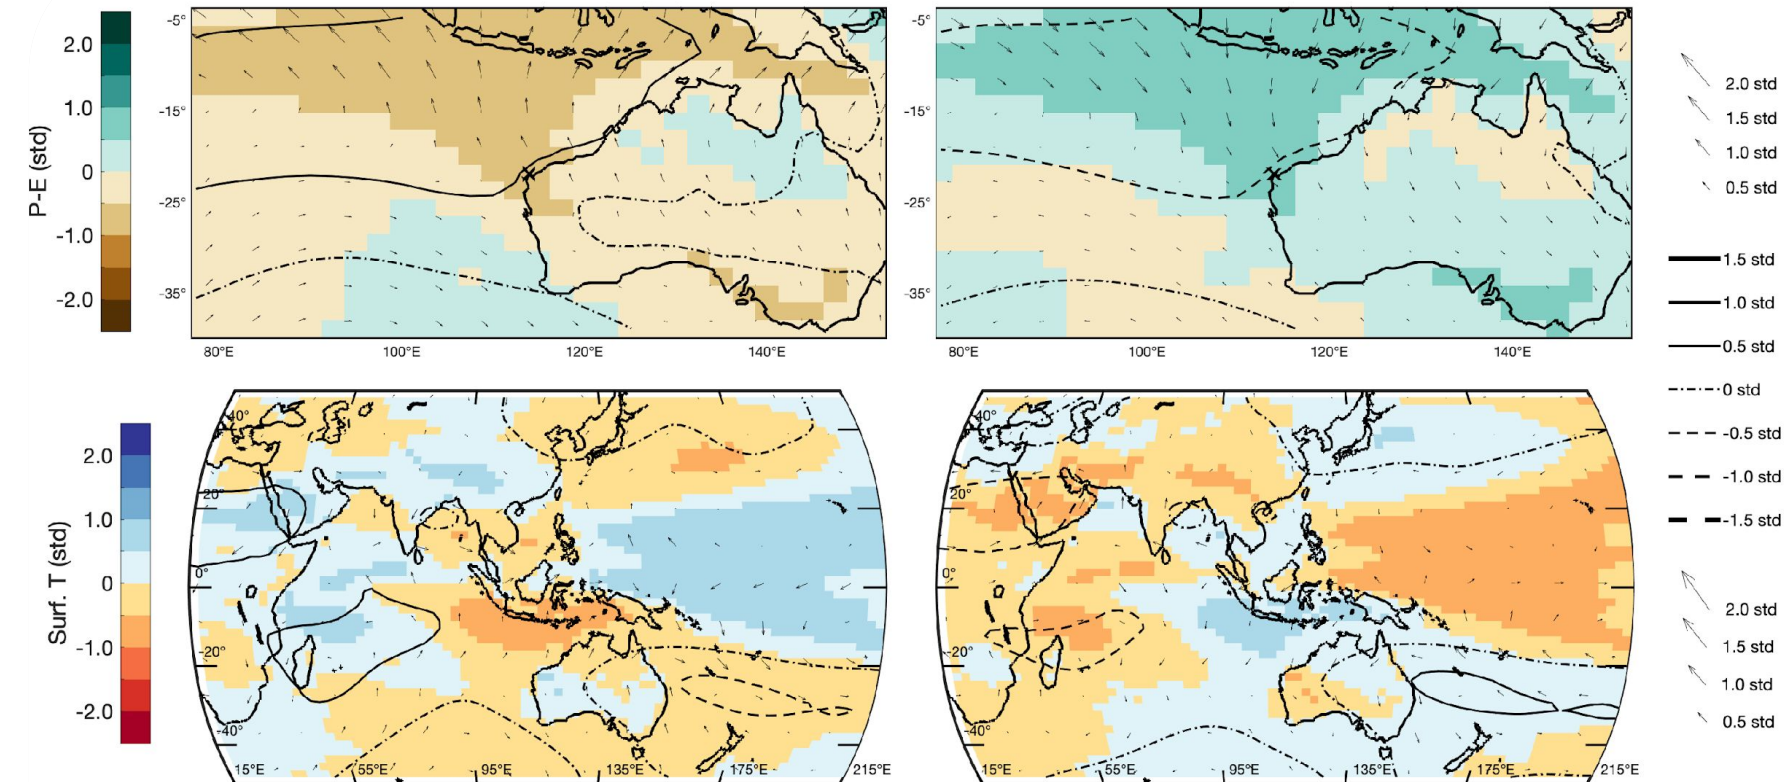 P-E (std)
2.0
1.0
0
-1.0
-2.0
-5°
-15°
-25°
-35°
80°E 100°E 120°E 140°E
-5°
-15°
-25°
-35°
80°E 100°E 120°E 140°E
2.0 std
1.5 std
1.0 std
0.5 std
1.5 std
1.0 std
0.5 std
0 std
-0.5 std
-1.0 std
-1.5 std
Surf. T (std)
2.0
1.0
0
-1.0
-2.0
40°
20°
0°
-20°
-40°
15°E 55°E 95°E 135°E 175°E 215°E
40°
20°
0°
-20°
-40°
15°E 55°E 95°E 135°E 175°E 215°E
2.0 std
1.5 std
1.0 std
0.5 std